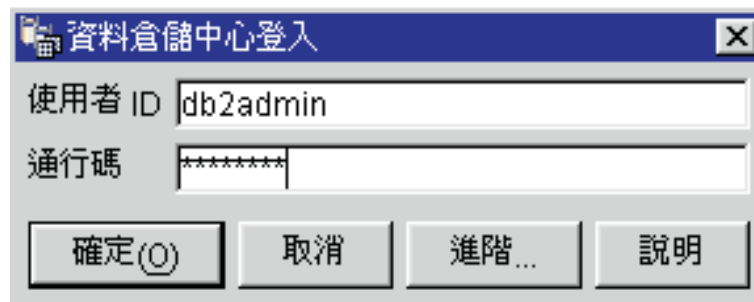 資料倉儲中心登入
使用者 ID db2admin
通行碼 ********
確定(O) 取消 進階... 說明